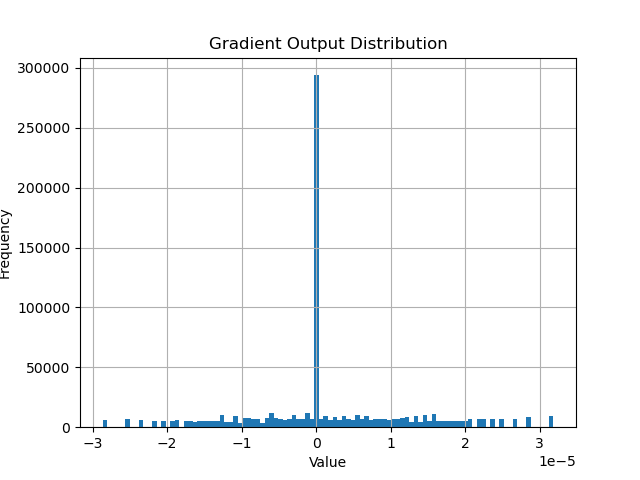 Gradient Output Distribution
300000
250000
200000
150000
100000
50000
0
Frequency
−3 −2 −1 0 1 2 3
1e−5
Value